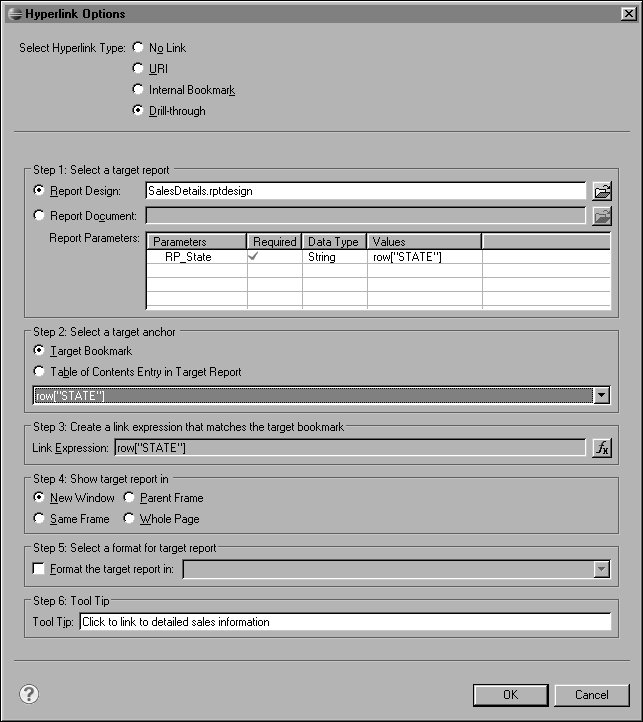 Hyperlink Options
Select Hyperlink Type:
No Link
URI
Internal Bookmark
Drill-through
Step 1: Select a target report
Report Design: SalesDetails.rptdesign
Report Document:
Report Parameters:
Parameters Required Data Type Values
RP_State String row["STATE"]
Step 2: Select a target anchor
Target Bookmark
Table of Contents Entry in Target Report
row["STATE"]
Step 3: Create a link expression that matches the target bookmark
Link Expression: row["STATE"] fx
Step 4: Show target report in
New Window Parent Frame
Same Frame Whole Page
Step 5: Select a format for target report
Format the target report in:
Step 6: Tool Tip
Tool Tip: Click to link to detailed sales information
? OK Cancel